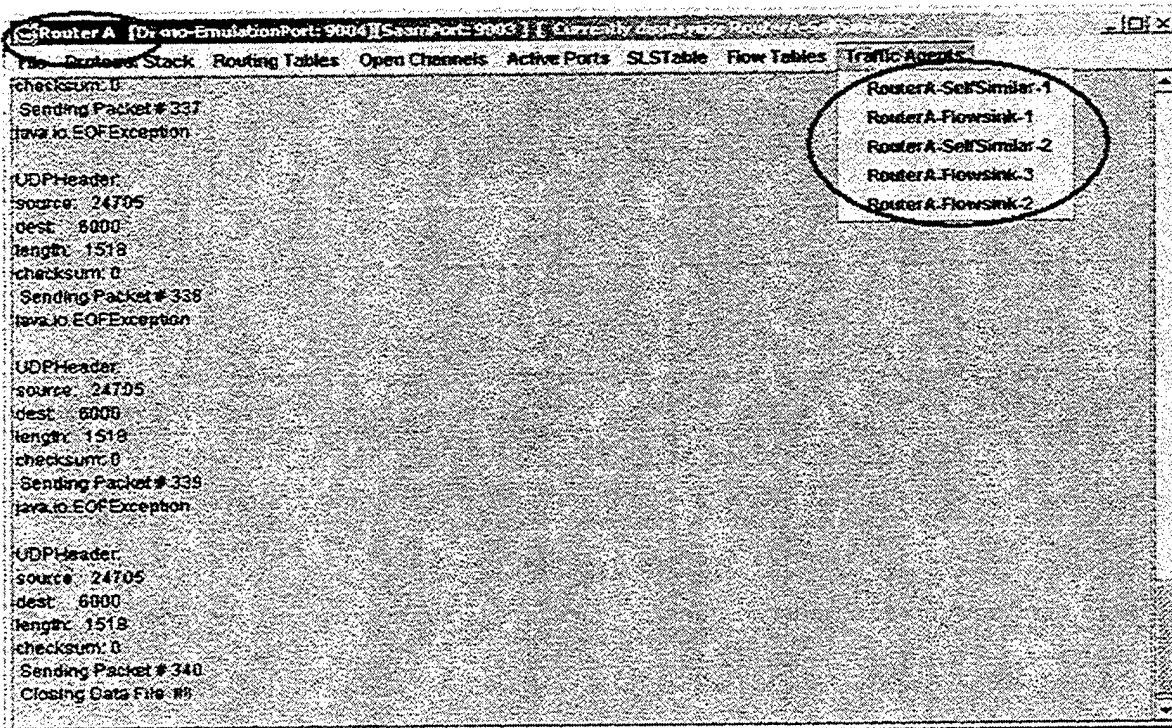 Router A [Demo-EmulationPort: 9004][SaamPort: 9003] [ Currently displaying Router
File Protocol Stack Routing Tables Open Channels Active Ports SLSTable Flow Tables Traffic Agents
RouterA-SelfSimilar-1
RouterA-Flowsink-1
RouterA-SelfSimilar-2
RouterA-Flowsink-3
RouterA-Flowsink-2
checksum: 0
Sending Packet # 337
java.io.EOFException
UDPHeader:
source: 24705
dest: 6000
length: 1518
checksum: 0
Sending Packet # 338
java.io.EOFException
UDPHeader:
source: 24705
dest: 6000
length: 1518
checksum: 0
Sending Packet # 339
java.io.EOFException
UDPHeader:
source: 24705
dest: 6000
length: 1518
checksum: 0
Sending Packet # 340
Closing Data File